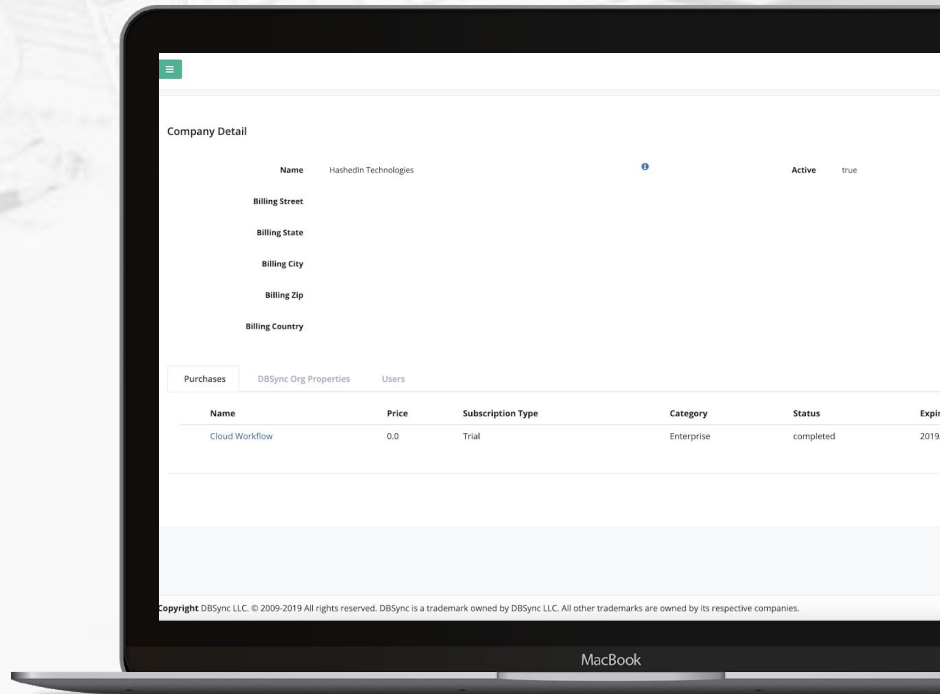 Company Detail
Name Hashedin Technologies Active true
Billing Street
Billing State
Billing City
Billing Zip
Billing Country
Purchases DBSync Org Properties Users
Name Price Subscription Type Category Status
Cloud Workflow 0.0 Trial Enterprise completed 2019
Copyright DBSync LLC. © 2009-2019 All rights reserved. DBSync is a trademark owned by DBSync LLC. All other trademarks are owned by its respective companies.
MacBook